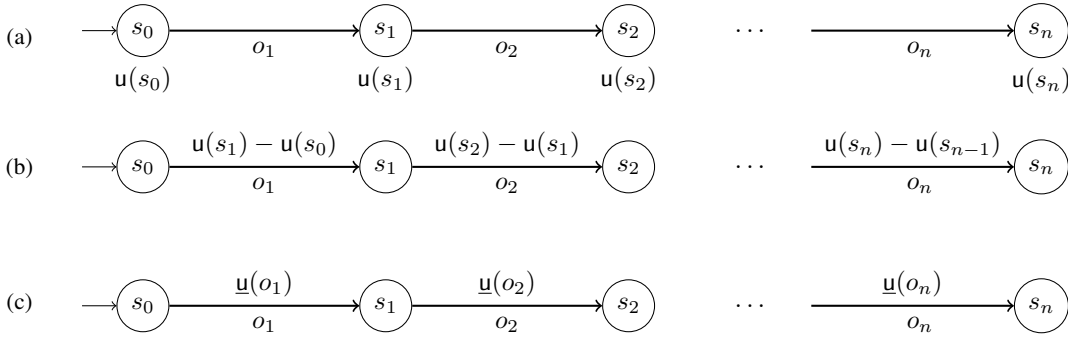 (a) s₀ o₁ s₁ o₂ s₂ ⋯ oₙ sₙ
u(s₀) u(s₁) u(s₂) u(sₙ)
u(s₁) − u(s₀) u(s₂) − u(s₁) u(sₙ) − u(sₙ₋₁)
(b) s₀ o₁ s₁ o₂ s₂ ⋯ oₙ sₙ
u̲(o₁) u̲(o₂) u̲(oₙ)
(c) s₀ o₁ s₁ o₂ s₂ ⋯ oₙ sₙ